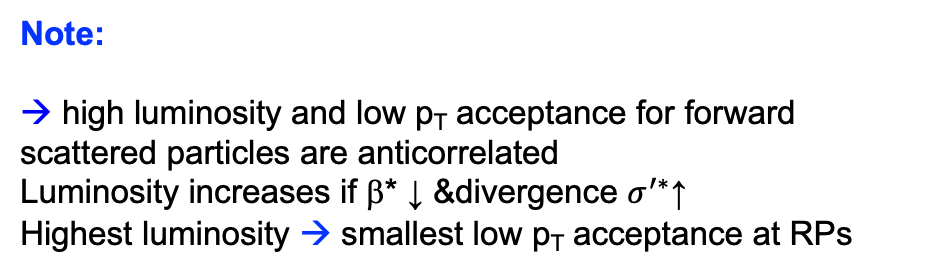 Note:
→ high luminosity and low pT acceptance for forward
scattered particles are anticorrelated
Luminosity increases if β* ↓ &divergence σ′*↑
Highest luminosity → smallest low pT acceptance at RPs